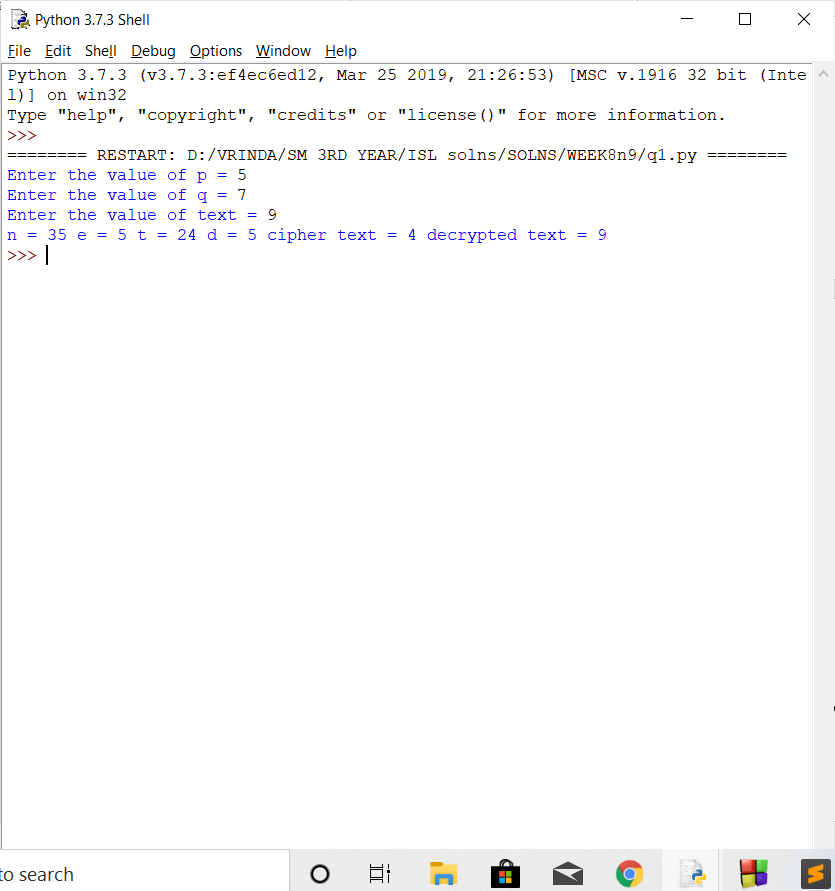 Python 3.7.3 Shell
File Edit Shell Debug Options Window Help
Python 3.7.3 (v3.7.3:ef4ec6ed12, Mar 25 2019, 21:26:53) [MSC v.1916 32 bit (Inte
l)] on win32
Type "help", "copyright", "credits" or "license()" for more information.
>>>
======== RESTART: D:/VRINDA/SM 3RD YEAR/ISL solns/SOLNS/WEEK8n9/q1.py ========
Enter the value of p = 5
Enter the value of q = 7
Enter the value of text = 9
n = 35 e = 5 t = 24 d = 5 cipher text = 4 decrypted text = 9
>>>
to search